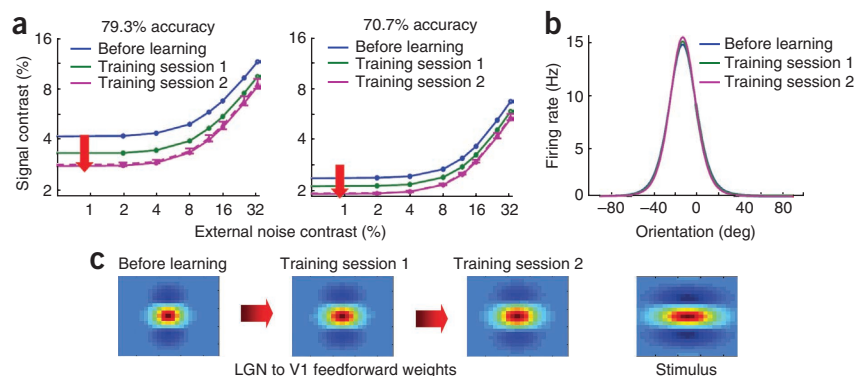 a
79.3% accuracy
16
8
4
2
Signal contrast (%)
Before learning
Training session 1
Training session 2
1 2 4 8 16 32
70.7% accuracy
16
8
4
2
Before learning
Training session 1
Training session 2
1 2 4 8 16 32
External noise contrast (%)
b
15
10
5
0
Firing rate (Hz)
Before learning
Training session 1
Training session 2
–80 –40 0 40 80
Orientation (deg)
c
Before learning
Training session 1
Training session 2
LGN to V1 feedforward weights
Stimulus